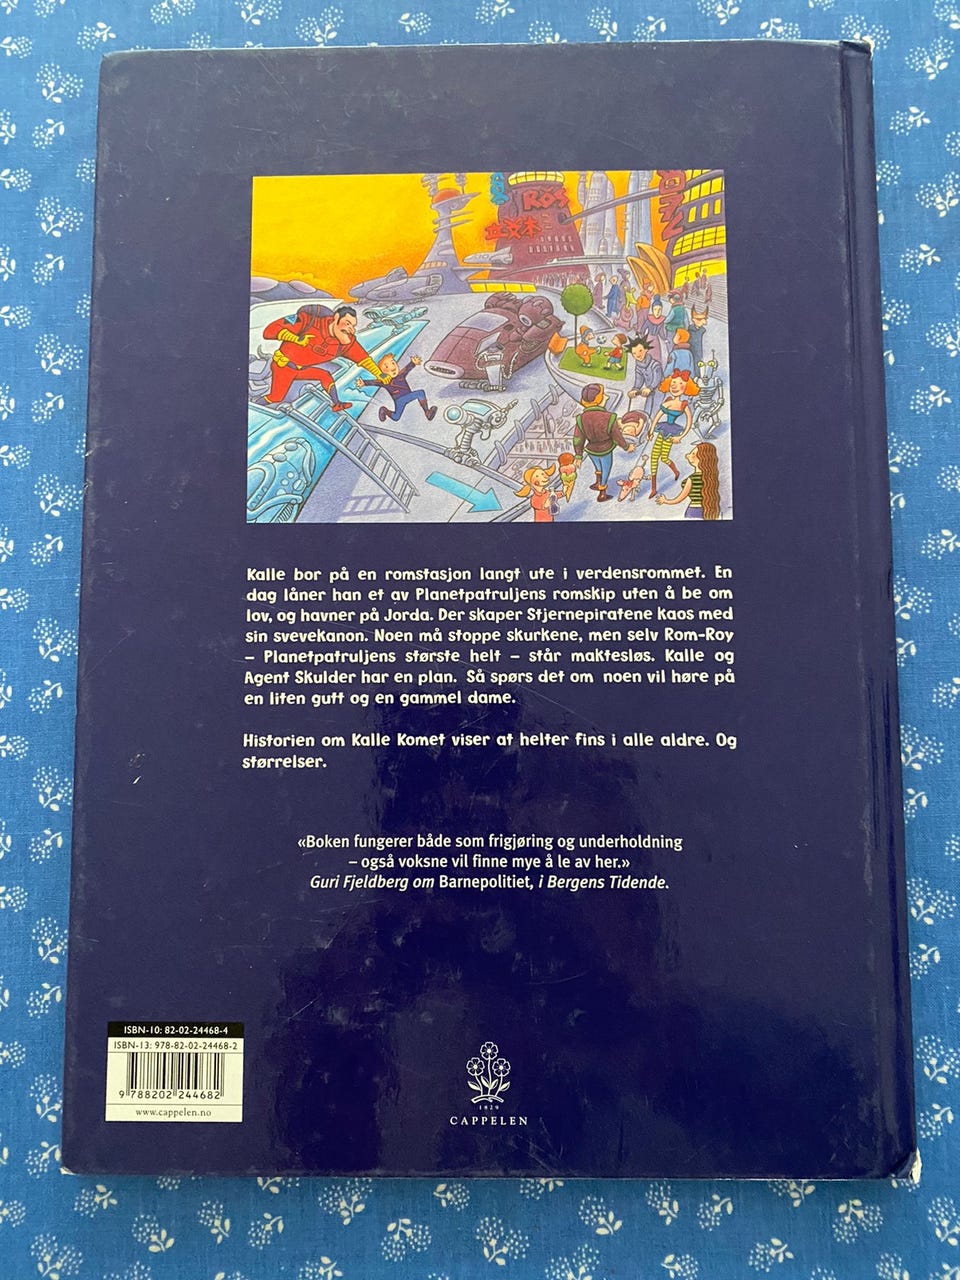 RØS
Kalle bor på en romstasjon langt ute i verdensrommet. En
dag låner han et av Planetpatruljens romskip uten å be om
lov, og havner på Jorda. Der skaper Stjernepiratene kaos med
sin svevekanon. Noen må stoppe skurkene, men selv Rom-Roy
– Planetpatruljens største helt – står maktesløs. Kalle og
Agent Skulder har en plan. Så spørs det om noen vil høre på
en liten gutt og en gammel dame.
Historien om Kalle Komet viser at helter fins i alle aldre. Og
størrelser.
«Boken fungerer både som frigjøring og underholdning
– også voksne vil finne mye å le av her.»
Guri Fjeldberg om Barnepolitiet, i Bergens Tidende.
ISBN-10: 82-02-24468-4
ISBN-13: 978-82-02-24468-2
9 788202 244682
www.cappelen.no
1829
CAPPELEN